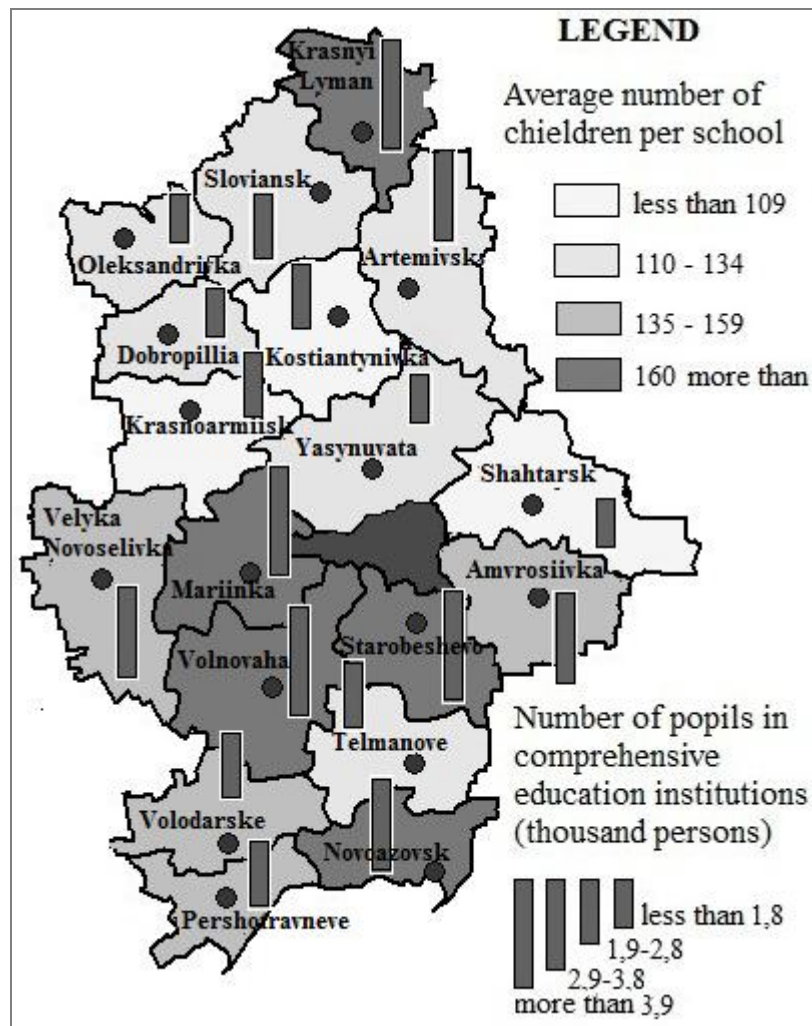 LEGEND
Krasnyi
Lyman
Average number of
chieldren per school
Sloviansk
less than 109
Oleksandrivka
Artemivsk
110 - 134
135 - 159
Dobropillia
Kostiantynivka
160 more than
Krasnoarmiisk
Yasynuvata
Shahtarsk
Velyka
Novoselivka
Mariinka
Amvrosiivka
Starobeshevo
Volnovaha
Number of popils in
comprehensive
education institutions
(thousand persons)
Telmanove
Volodarske
Novoazovsk
Pershotravneve
less than 1,8
1,9-2,8
2,9-3,8
more than 3,9